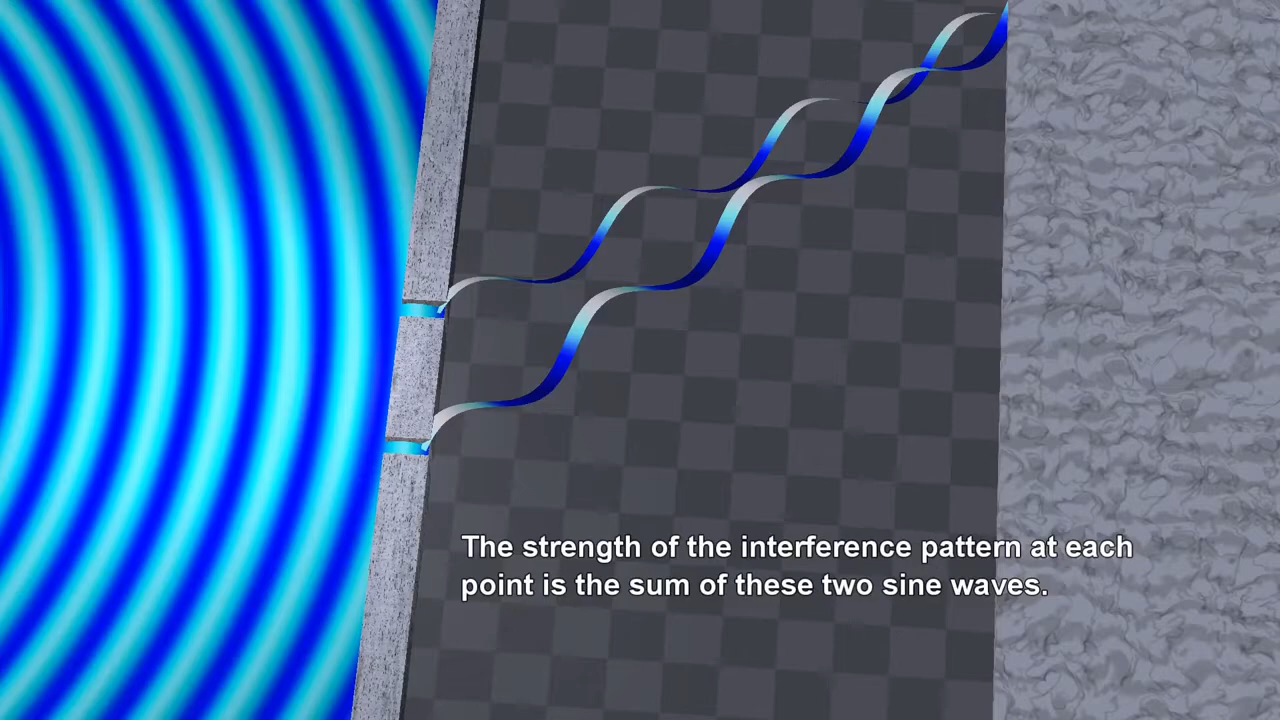 The strength of the interference pattern at each
point is the sum of these two sine waves.